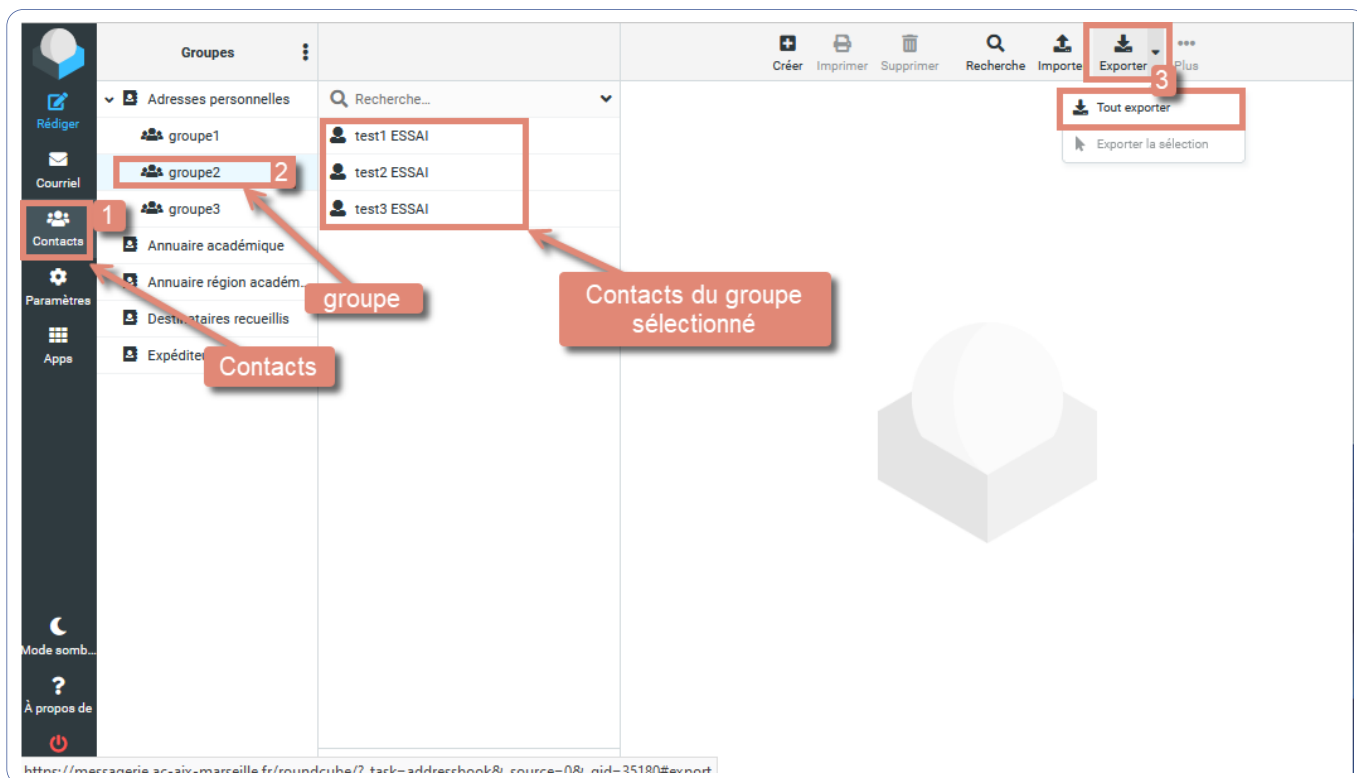 Groupes
Créer
Imprimer
Supprimer
Recherche
Importe
Exporter
Plus
3
Adresses personnelles
Recherche...
Tout exporter
Exporter la sélection
Rédiger
groupe1
test1 ESSAI
Courriel
groupe2
2
test2 ESSAI
Contacts
1
groupe3
test3 ESSAI
Annuaire académique
Paramètres
Annuaire région académ...
groupe
Contacts du groupe
sélectionné
Destinataires recueillis
Apps
Expédite
Contacts
Mode somb...
?
À propos de
https://messagerie.ac-aix-marseille.fr/roundcube/?_task=addressbook&_source=0&_gid=35180#export